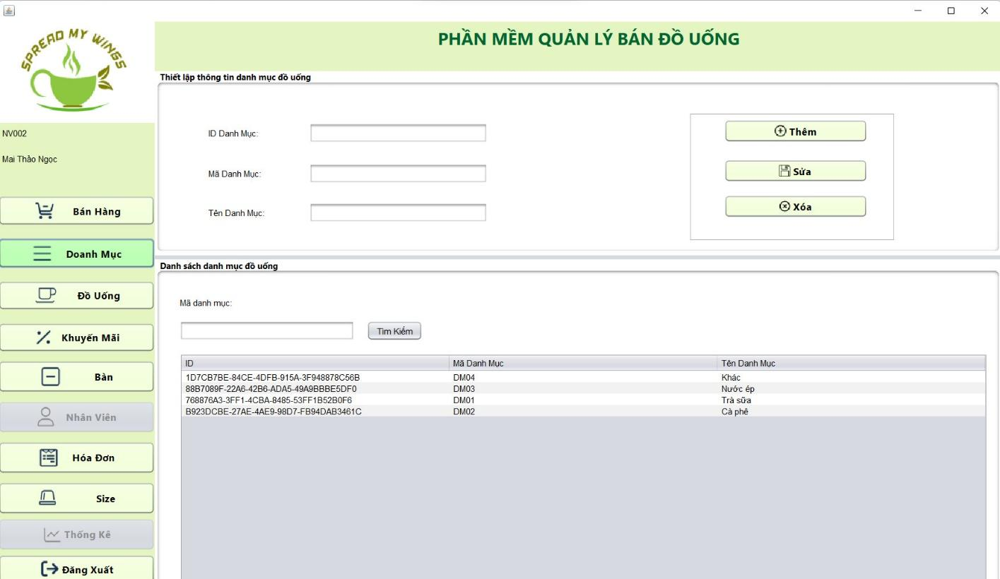 SPREAD MY WINGS
PHẦN MỀM QUẢN LÝ BÁN ĐỒ UỐNG
NV002
Mai Thảo Ngọc
Bán Hàng
Doanh Mục
Đồ Uống
Khuyến Mãi
Bàn
Nhân Viên
Hóa Đơn
Size
Thống Kê
Đăng Xuất
Thiết lập thông tin danh mục đồ uống
ID Danh Mục:
Mã Danh Mục:
Tên Danh Mục:
Thêm
Sửa
Xóa
Danh sách danh mục đồ uống
Mã danh mục:
Tìm Kiếm
ID Mã Danh Mục Tên Danh Mục
1D7CB7BE-84CE-4DFB-915A-3F948878C56B DM04 Khác
88B7089F-22A6-42B6-ADA5-49A9BBBE5DF0 DM03 Nước ép
768876A3-3FF1-4CBA-8485-53FF1B52B0F6 DM01 Trà sữa
B923DCBE-27AE-4AE9-98D7-FB94DAB3461C DM02 Cà phê